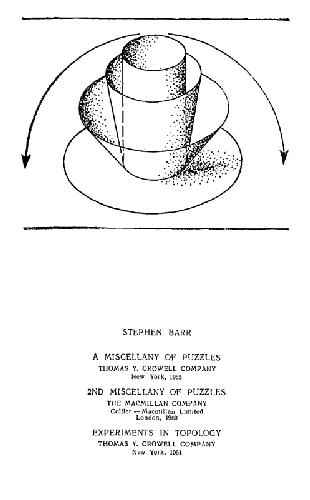 STEPHEN BARR
A MISCELLANY OF PUZZLES
THOMAS Y. CROWELL COMPANY
New York, 1965
2ND MISCELLANY OF PUZZLES
THE MACMILLAN COMPANY
Collier — Macmillan Limited
London, 1969
EXPERIMENTS IN TOPOLOGY
THOMAS Y. CROWELL COMPANY
New York, 1964